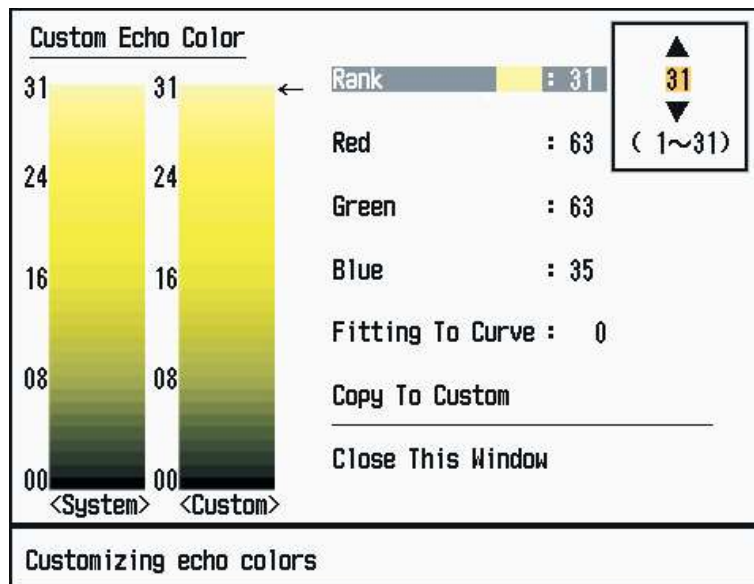 Custom Echo Color
31 31 ←
24 24
16 16
08 08
00 00
<System> <Custom>
Rank : 31
Red : 63
Green : 63
Blue : 35
Fitting To Curve : 0
Copy To Custom
Close This Window
▲
31
▼
( 1~31)
Customizing echo colors